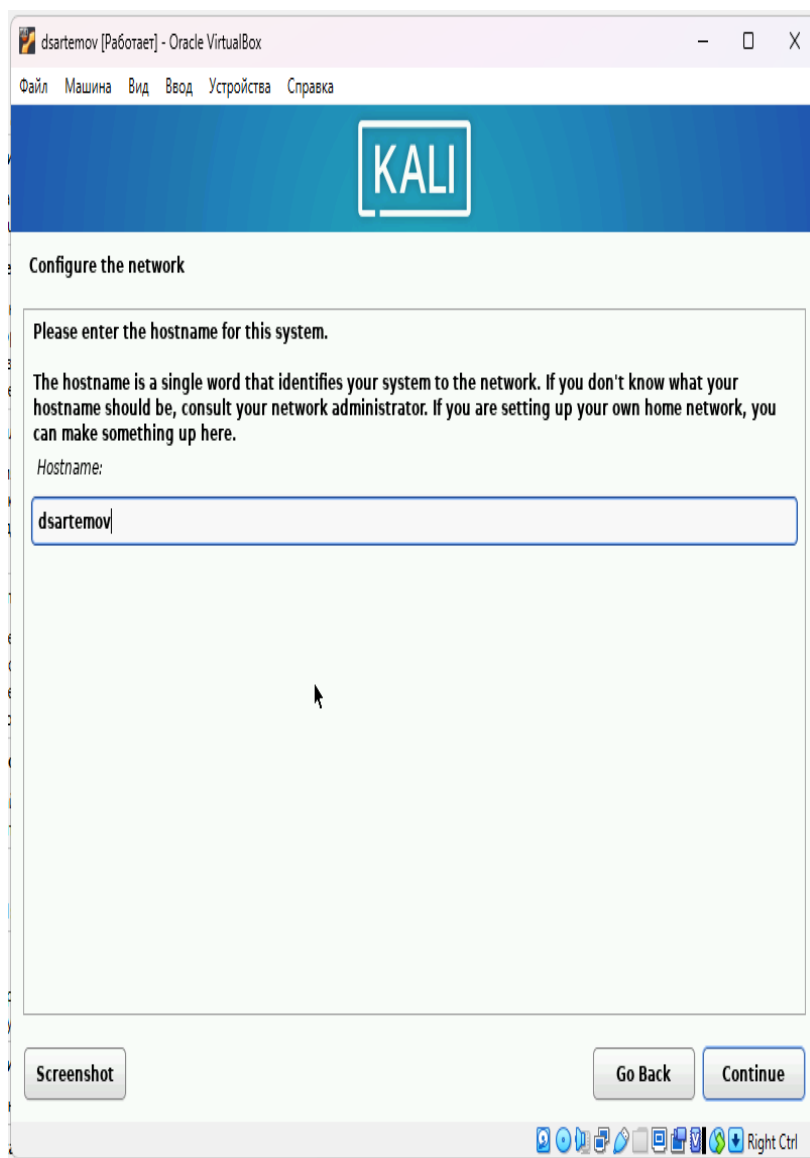 dsartemov [Работает] - Oracle VirtualBox
Файл Машина Вид Ввод Устройства Справка
KALI
Configure the network
Please enter the hostname for this system.
The hostname is a single word that identifies your system to the network. If you don't know what your
hostname should be, consult your network administrator. If you are setting up your own home network, you
can make something up here.
Hostname:
dsartemov
Screenshot Go Back Continue
Right Ctrl